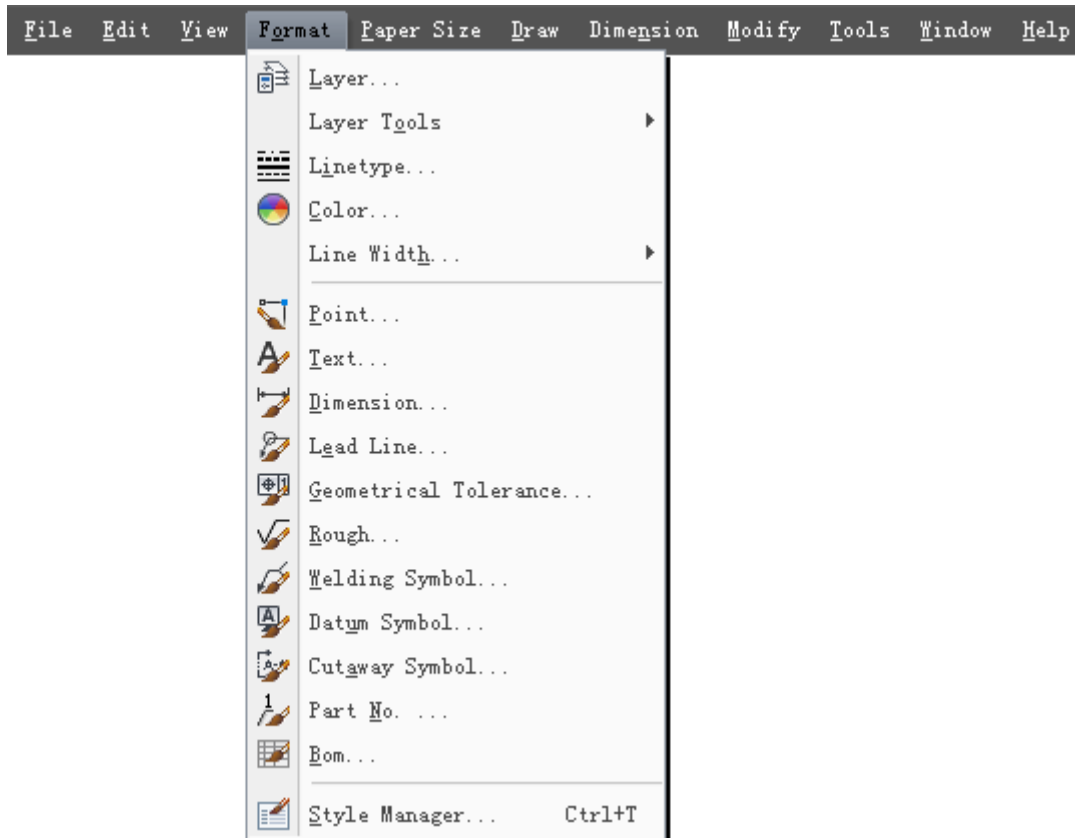 File Edit View Format Paper Size Draw Dimension Modify Tools Window Help
Layer...
Layer Tools
Linetype...
Color...
Line Width...
Point...
Text...
Dimension...
Lead Line...
Geometrical Tolerance...
Rough...
Welding Symbol...
Datum Symbol...
Cutaway Symbol...
Part No. ...
Bom...
Style Manager... Ctrl+T